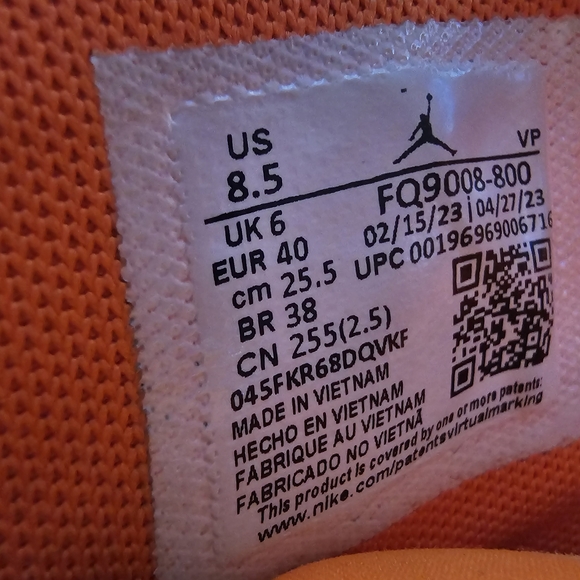 US
8.5
VP
UK 6
FQ9008-800
EUR 40
02/15/23 | 04/27/23
cm 25.5
UPC 00196969006716
BR 38
CN 255(2.5)
045FKR68DQVKF
MADE IN VIETNAM
HECHO EN VIETNAM
FABRIQUE AU VIETNAM
FABRICADO NO VIETNÃ
This product is covered by one or more patents:
www.nike.com/patentsvirtualmarking